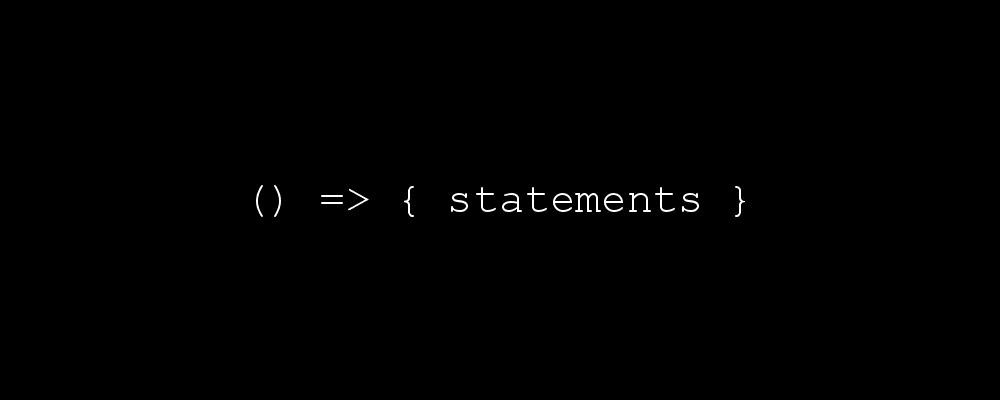 () => { statements }